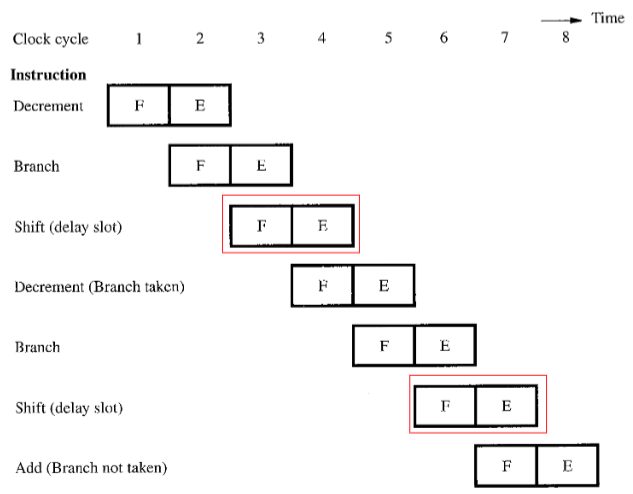 Time
Clock cycle 1 2 3 4 5 6 7 8
Instruction
Decrement F E
Branch F E
Shift (delay slot) F E
Decrement (Branch taken) F E
Branch F E
Shift (delay slot) F E
Add (Branch not taken) F E